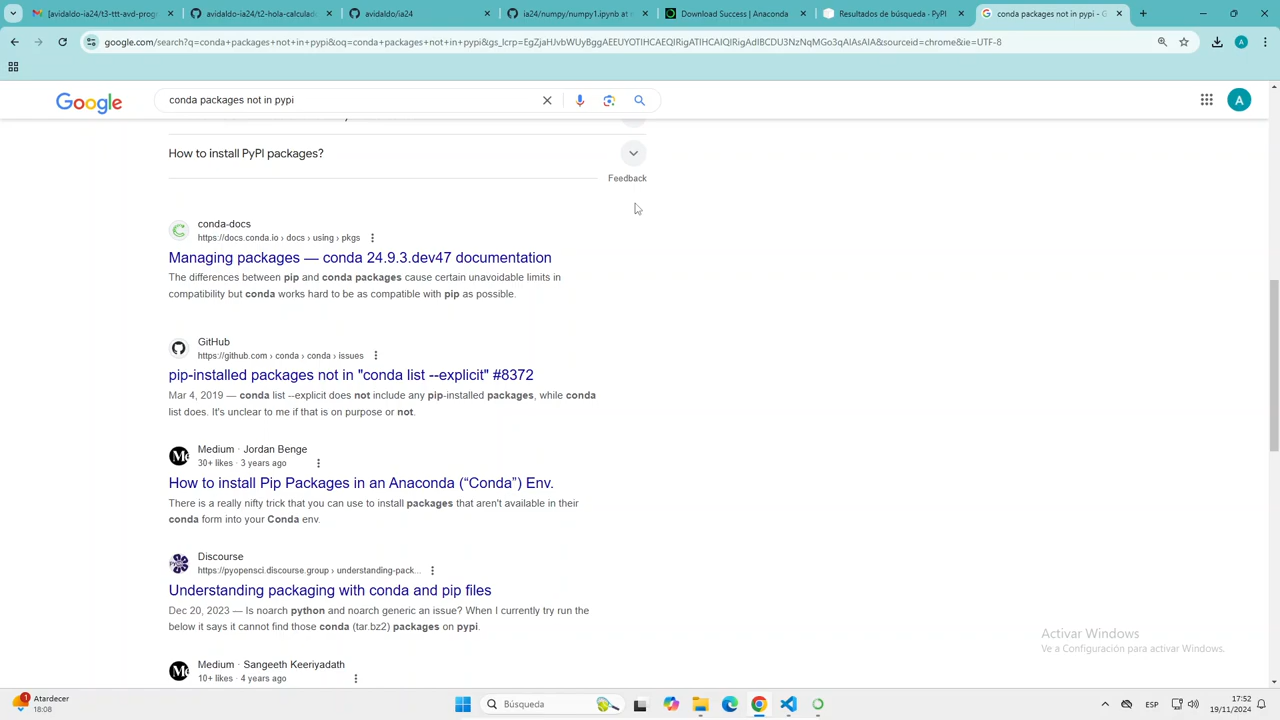 [avidaldo-ia24/t3-ttt-avd-prog
avidaldo-ia24/t2-hola-calculad
avidaldo/ia24
ia24/numpy/numpy1.ipynb at m
Download Success | Anaconda
Resultados de búsqueda · PyPI
conda packages not in pypi - G
google.com/search?q=conda+packages+not+in+pypi&oq=conda+packages+not+in+pypi&gs_lcrp=EgZjaHJvbWUyBggAEEUYOTIHCAEQIRigATIHCAIQIRigAdIBCDU3NzNqMGo3qAIAsAIA&sourceid=chrome&ie=UTF-8
A
Google
conda packages not in pypi
A
How to install PyPI packages?
Feedback
conda-docs
https://docs.conda.io › docs › using › pkgs
Managing packages — conda 24.9.3.dev47 documentation
The differences between pip and conda packages cause certain unavoidable limits in
compatibility but conda works hard to be as compatible with pip as possible.
GitHub
https://github.com › conda › conda › issues
pip-installed packages not in "conda list --explicit" #8372
Mar 4, 2019 — conda list --explicit does not include any pip-installed packages, while conda
list does. It's unclear to me if that is on purpose or not.
Medium · Jordan Benge
30+ likes · 3 years ago
How to install Pip Packages in an Anaconda (“Conda”) Env.
There is a really nifty trick that you can use to install packages that aren't available in their
conda form into your Conda env.
Discourse
https://pyopensci.discourse.group › understanding-pack...
Understanding packaging with conda and pip files
Dec 20, 2023 — Is noarch python and noarch generic an issue? When I currently try run the
below it says it cannot find those conda (tar.bz2) packages on pypi.
Medium · Sangeeth Keeriyadath
10+ likes · 4 years ago
Activar Windows
Ve a Configuración para activar Windows.
1
Atardecer
18:08
Búsqueda
ESP
17:52
19/11/2024